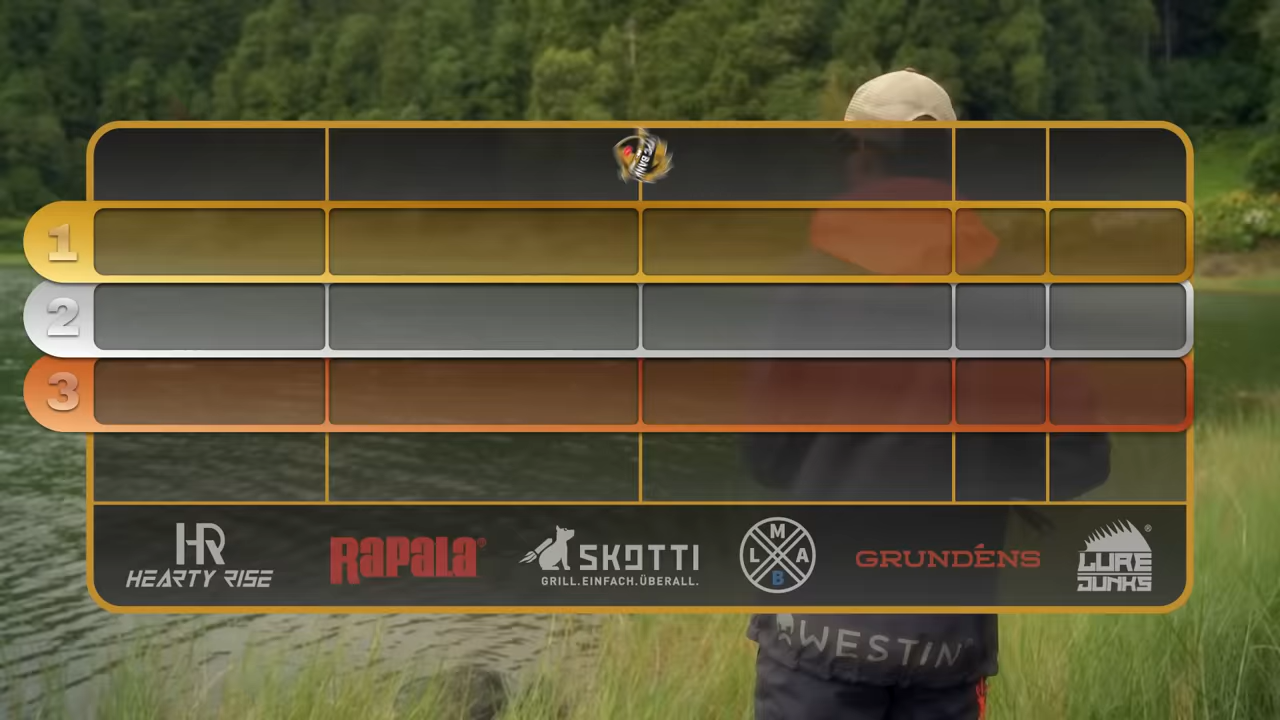 1
2
3
HR
HEARTY RISE
RAPALA®
SKOTTI
GRILL.EINFACH.ÜBERALL.
M
L A
B
GRUNDÉNS
LURE
JUNKS®
WESTIN